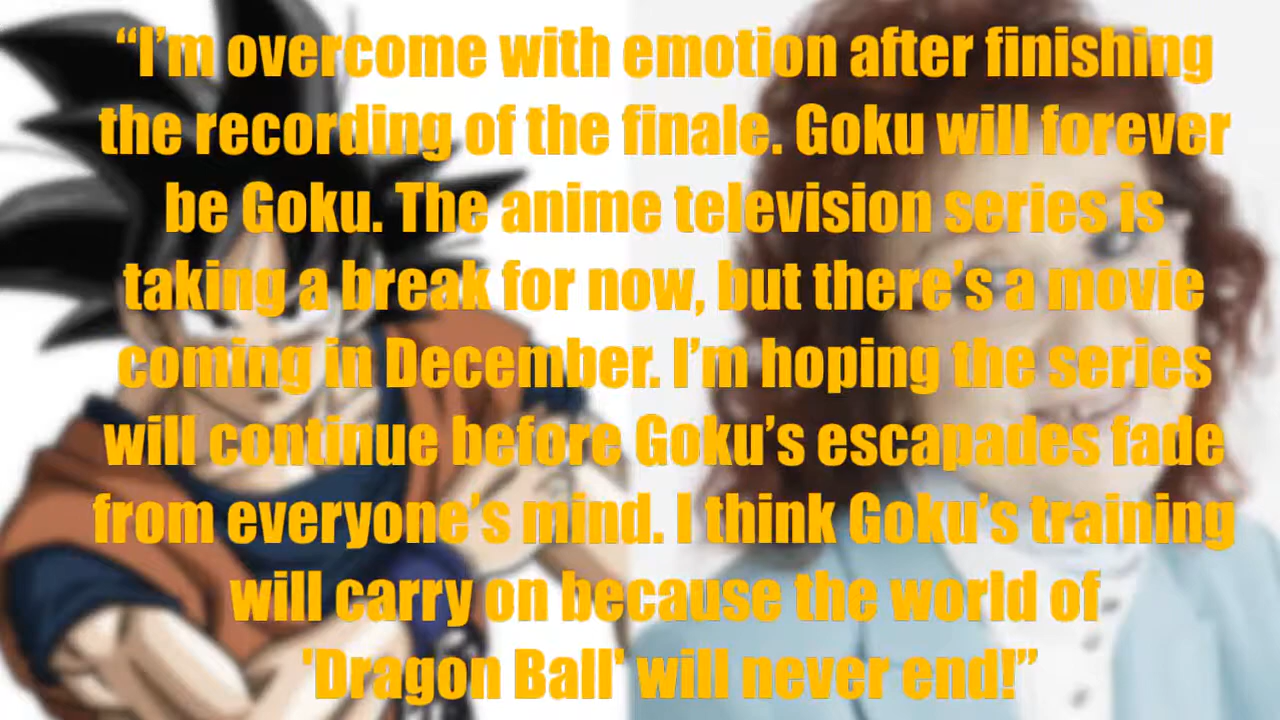 “I’m overcome with emotion after finishing
the recording of the finale. Goku will forever
be Goku. The anime television series is
taking a break for now, but there’s a movie
coming in December. I’m hoping the series
will continue before Goku’s escapades fade
from everyone’s mind. I think Goku's training
will carry on because the world of
'Dragon Ball' will never end!”